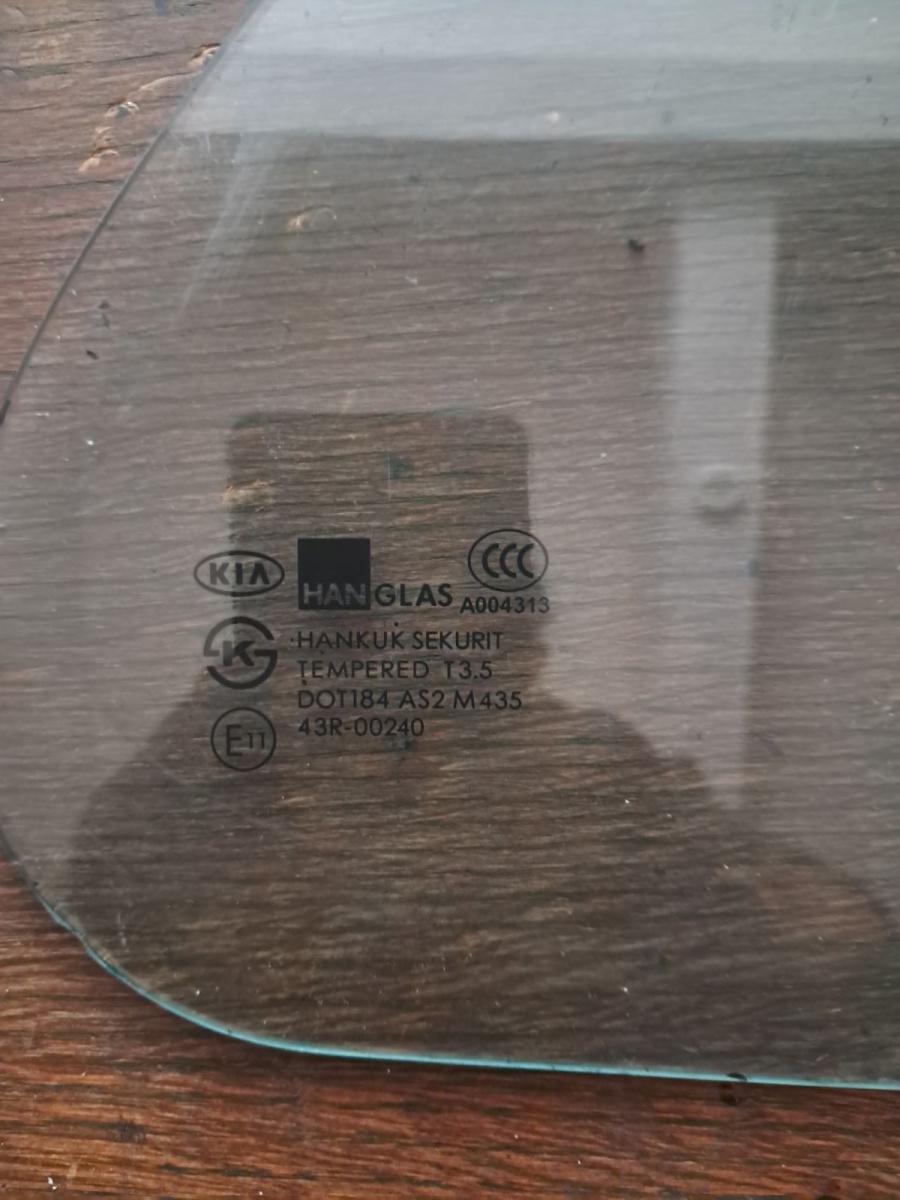 KIA HANGLAS CCC
A004313
K
HANKUK SEKURIT
TEMPERED T3.5
DOT184 AS2 M435
E11 43R-00240